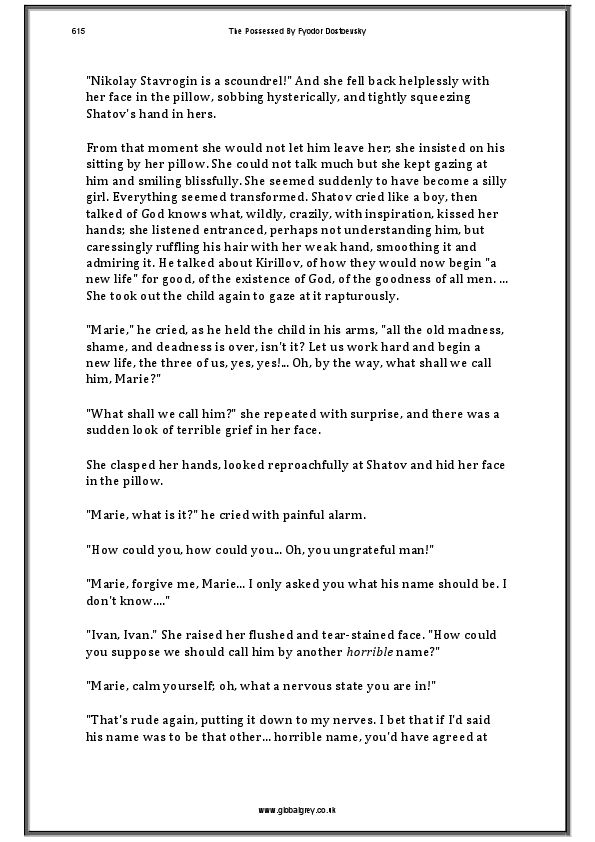 615
The Possessed By Fyodor Dostoevsky
"Nikolay Stavrogin is a scoundrel!" And she fell back helplessly with
her face in the pillow, sobbing hysterically, and tightly squeezing
Shatov's hand in hers.
From that moment she would not let him leave her; she insisted on his
sitting by her pillow. She could not talk much but she kept gazing at
him and smiling blissfully. She seemed suddenly to have become a silly
girl. Everything seemed transformed. Shatov cried like a boy, then
talked of God knows what, wildly, crazily, with inspiration, kissed her
hands; she listened entranced, perhaps not understanding him, but
caressingly ruffling his hair with her weak hand, smoothing it and
admiring it. He talked about Kirillov, of how they would now begin "a
new life" for good, of the existence of God, of the goodness of all men. ...
She took out the child again to gaze at it rapturously.
"Marie," he cried, as he held the child in his arms, "all the old madness,
shame, and deadness is over, isn't it? Let us work hard and begin a
new life, the three of us, yes, yes!... Oh, by the way, what shall we call
him, Marie?"
"What shall we call him?" she repeated with surprise, and there was a
sudden look of terrible grief in her face.
She clasped her hands, looked reproachfully at Shatov and hid her face
in the pillow.
"Marie, what is it?" he cried with painful alarm.
"How could you, how could you... Oh, you ungrateful man!"
"Marie, forgive me, Marie... I only asked you what his name should be. I
don't know...."
"Ivan, Ivan." She raised her flushed and tear-stained face. "How could
you suppose we should call him by another horrible name?"
"Marie, calm yourself; oh, what a nervous state you are in!"
"That's rude again, putting it down to my nerves. I bet that if I'd said
his name was to be that other... horrible name, you'd have agreed at
www.globalgrey.co.uk